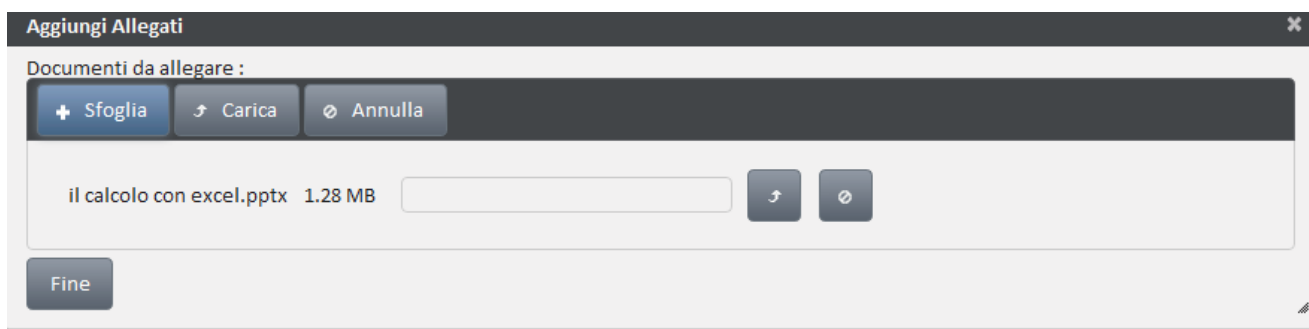 Aggiungi Allegati
Documenti da allegare :
Sfoglia Carica Annulla
il calcolo con excel.pptx 1.28 MB
Fine